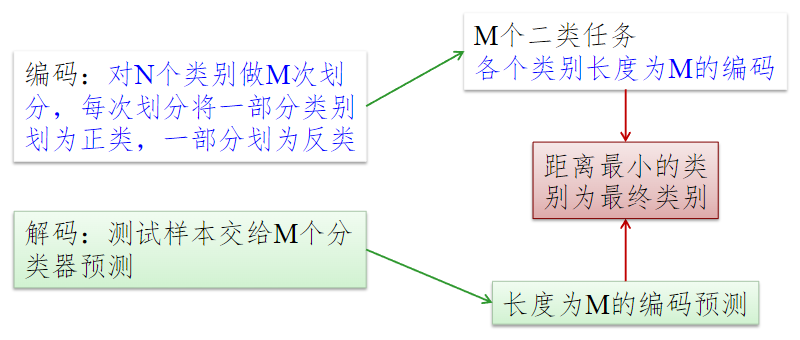 编码：对N个类别做M次划
分，每次划分将一部分类别
划为正类，一部分划为反类
M个二类任务
各个类别长度为M的编码
距离最小的类
别为最终类别
解码：测试样本交给M个分
类器预测
长度为M的编码预测